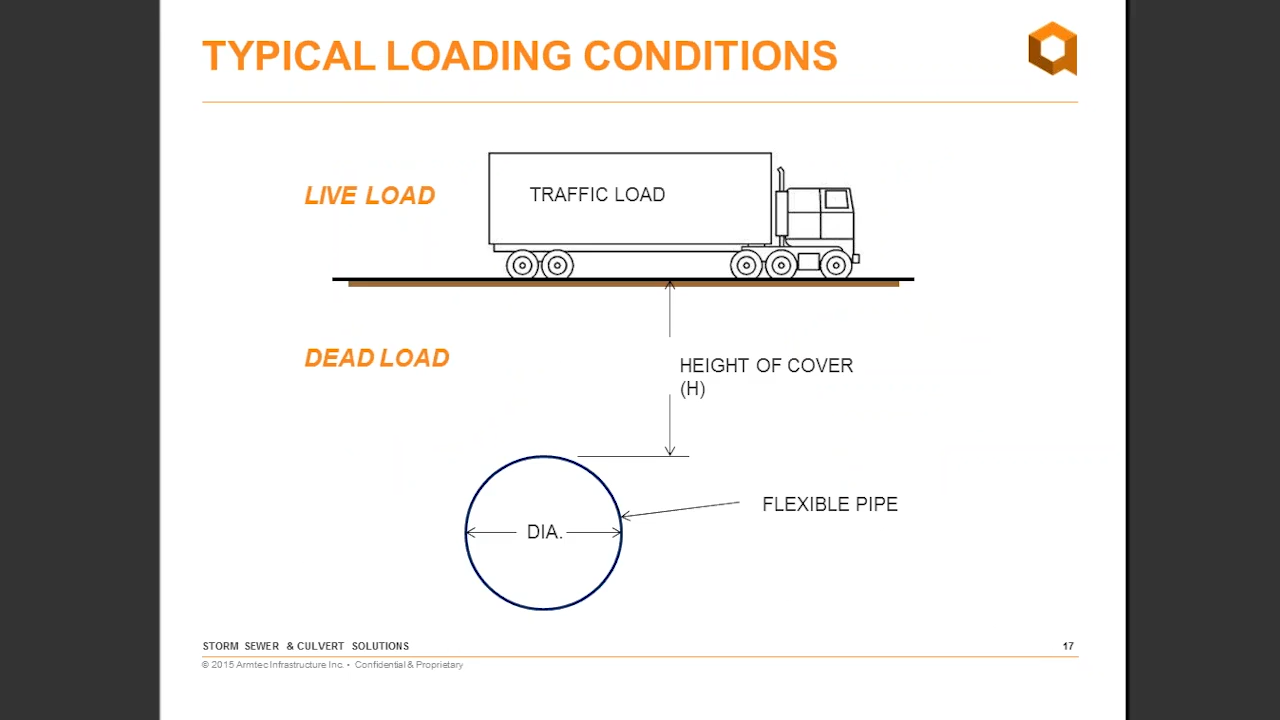 TYPICAL LOADING CONDITIONS
LIVE LOAD
TRAFFIC LOAD
DEAD LOAD
HEIGHT OF COVER
(H)
FLEXIBLE PIPE
DIA.
STORM SEWER & CULVERT SOLUTIONS
17
© 2015 Armtec Infrastructure Inc. • Confidential & Proprietary